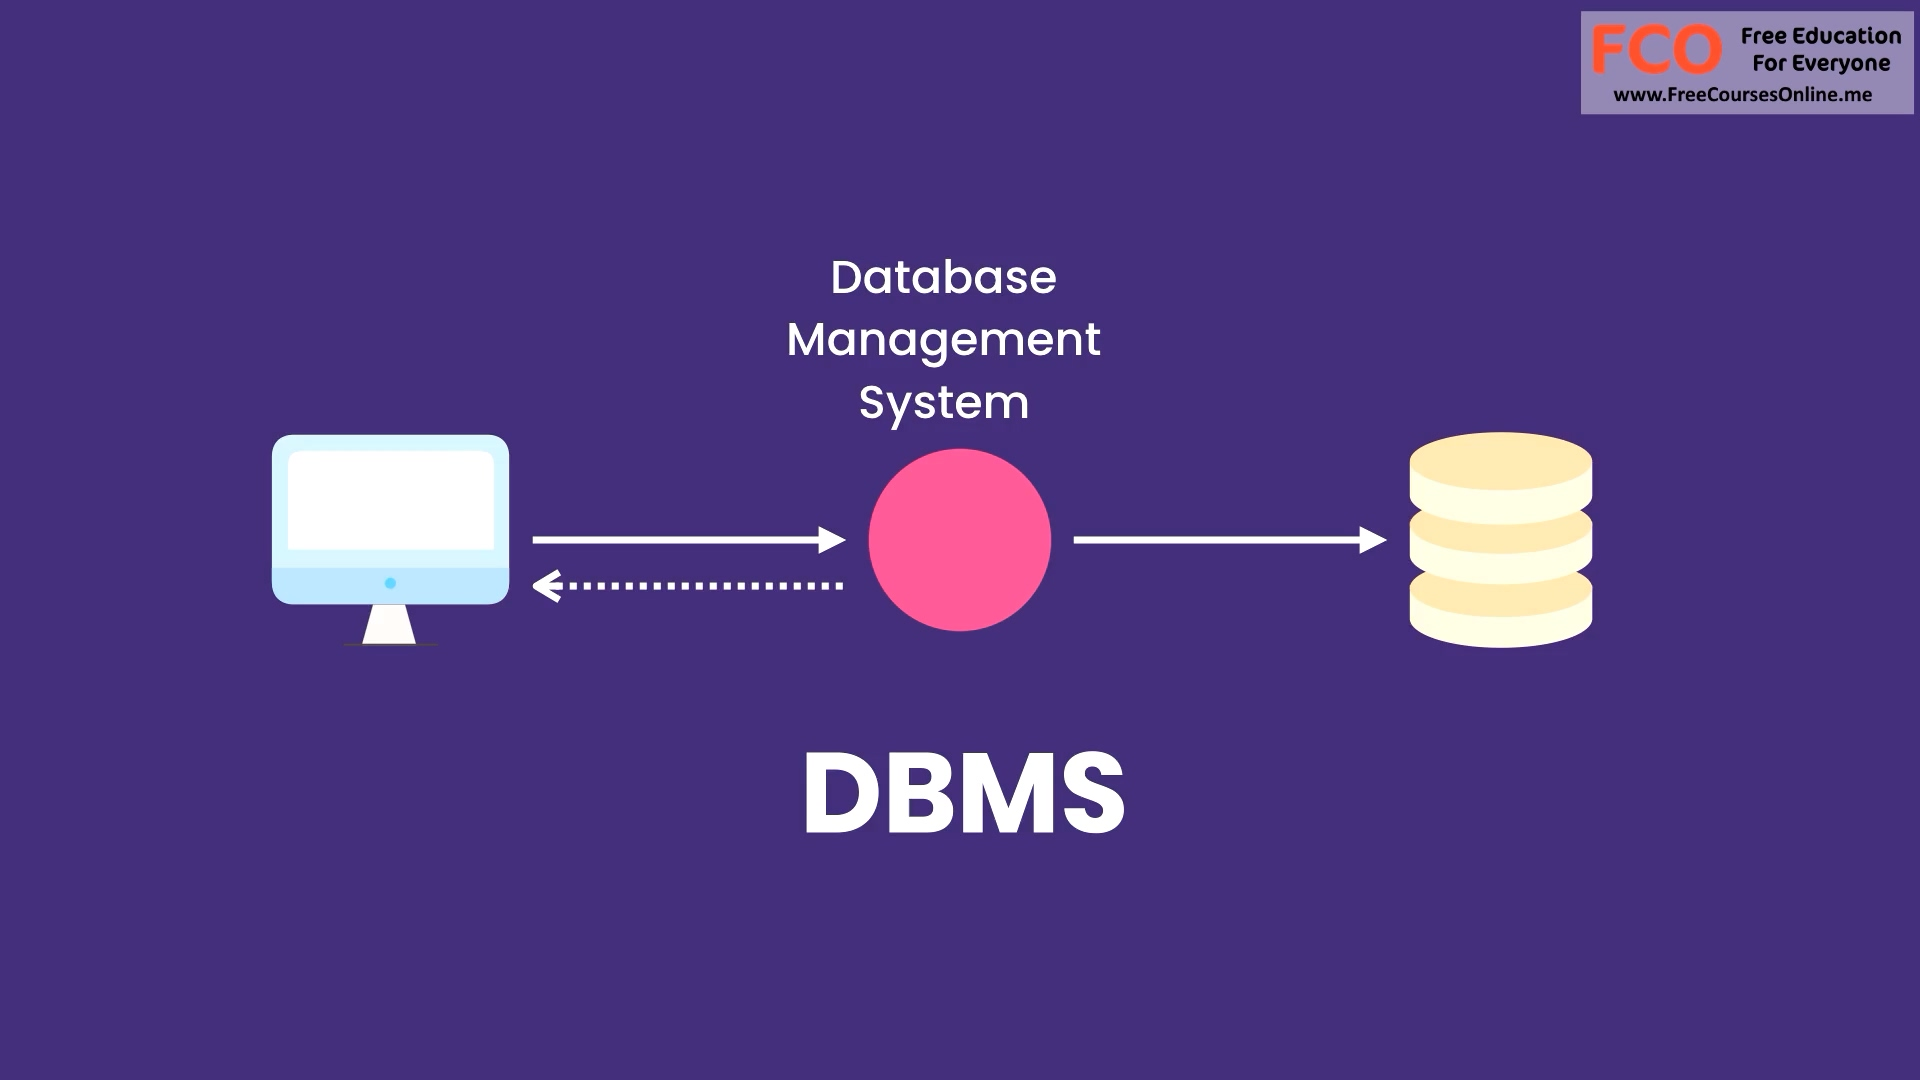 FCO
Free Education
For Everyone
www.FreeCoursesOnline.me
Database
Management
System
DBMS